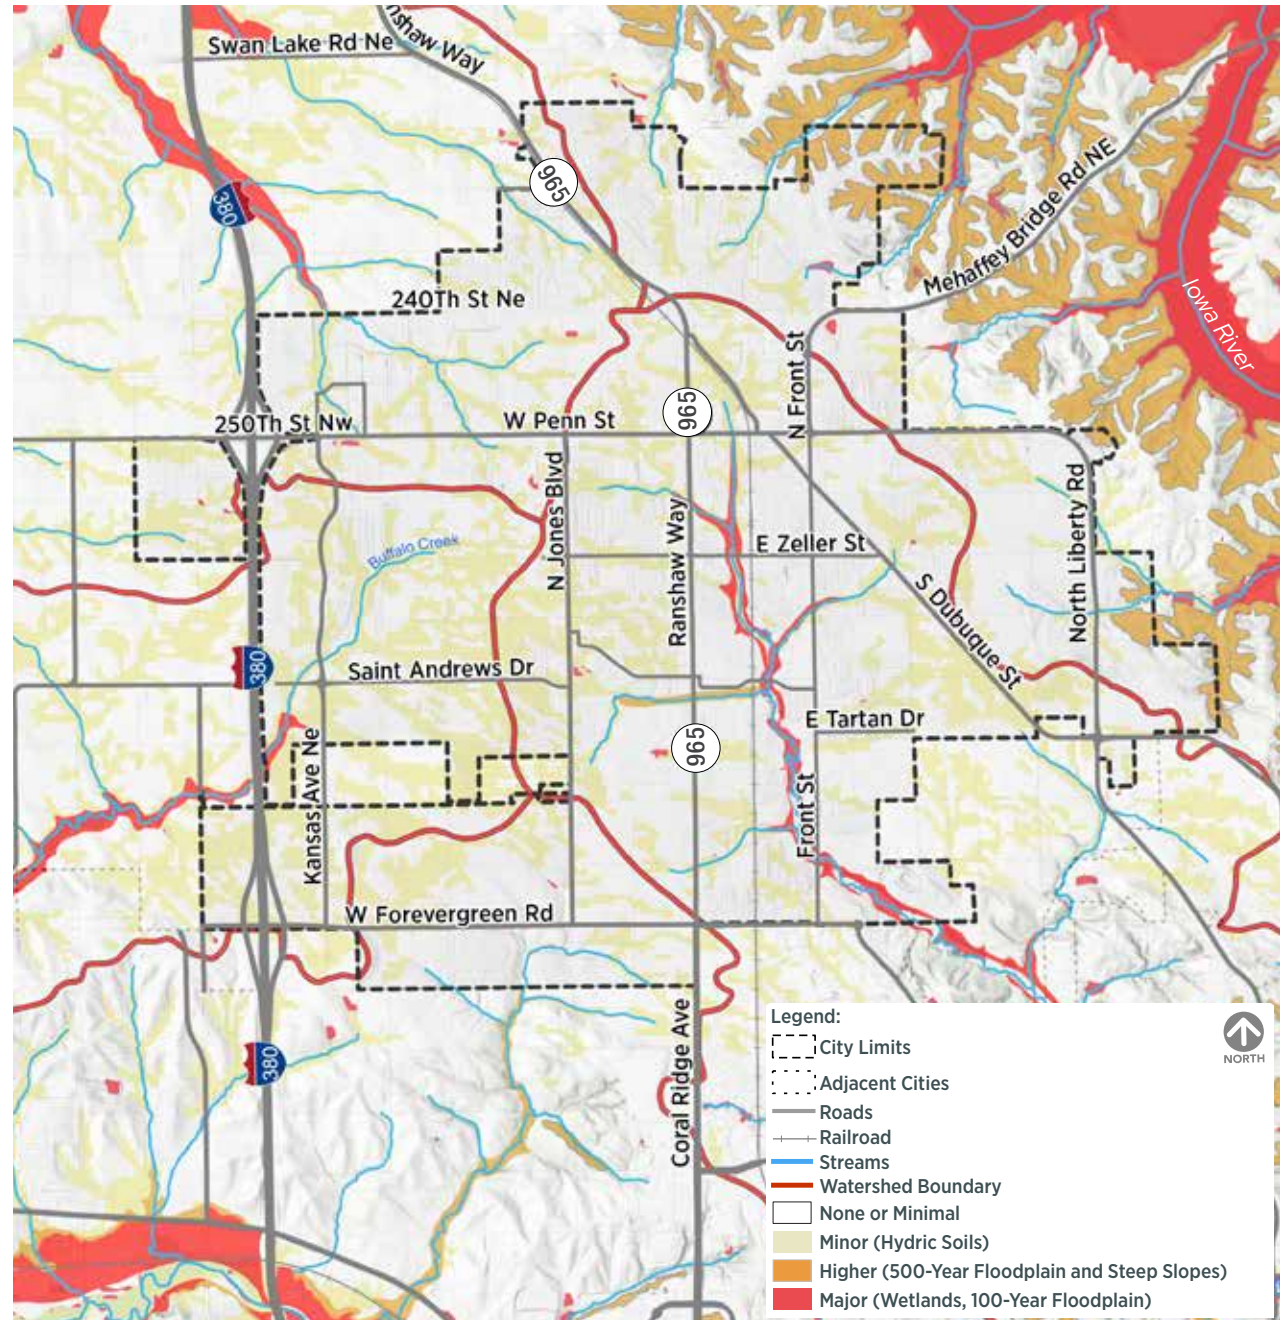 Swan Lake Rd Ne
nshaw Way
965
380
Mehaffey Bridge Rd NE
240Th St Ne
Iowa River
N Front St
965
250Th St Nw
W Penn St
N Jones Blvd
Ranshaw Way
North Liberty Rd
Buffalo Creek
E Zeller St
S Dubuque St
380
Saint Andrews Dr
E Tartan Dr
965
Kansas Ave Ne
Front St
W Forevergreen Rd
Coral Ridge Ave
380
Legend:
City Limits
Adjacent Cities
Roads
Railroad
Streams
Watershed Boundary
None or Minimal
Minor (Hydric Soils)
Higher (500-Year Floodplain and Steep Slopes)
Major (Wetlands, 100-Year Floodplain)
NORTH